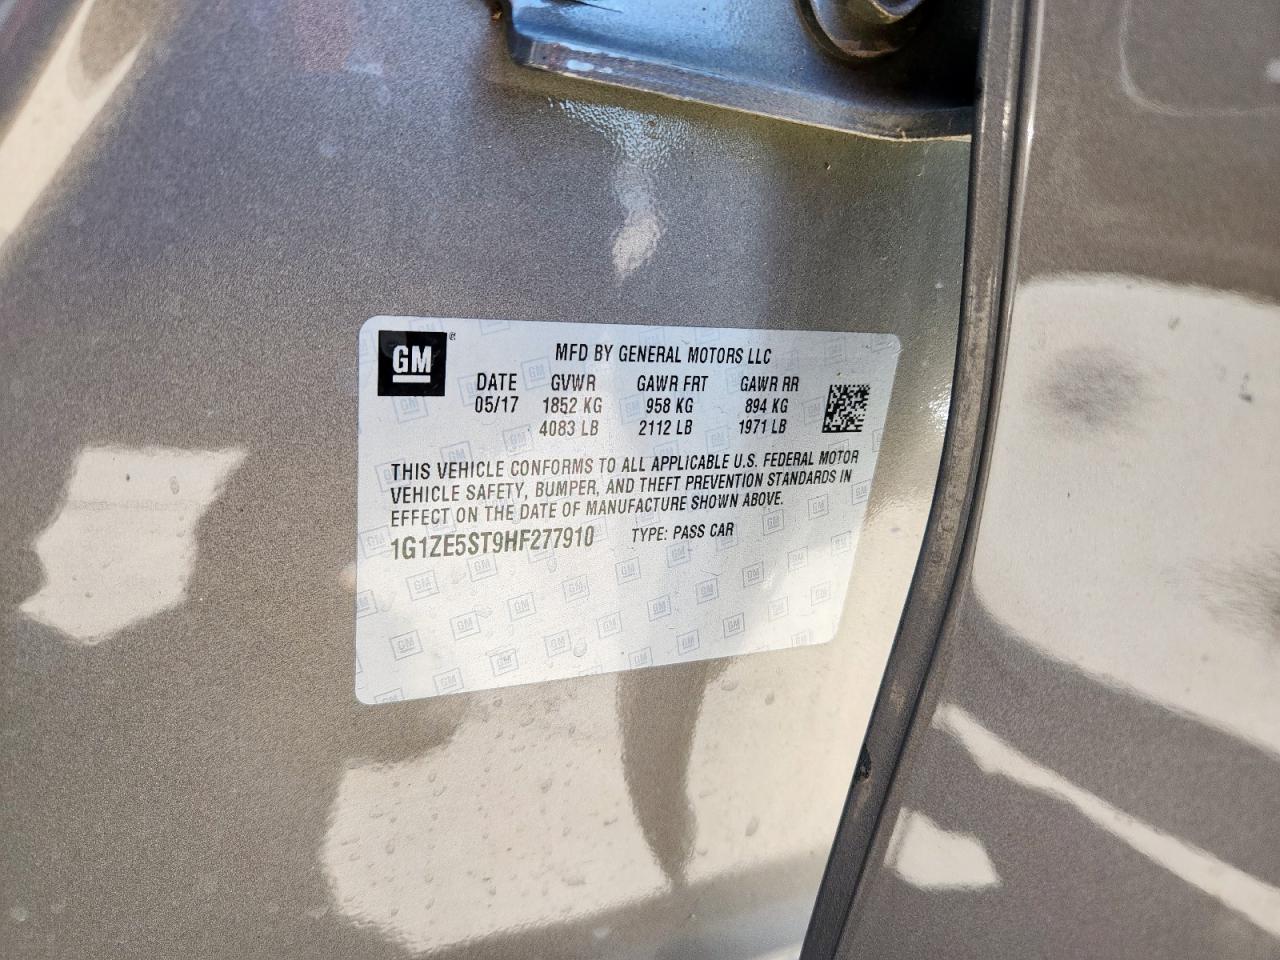 GM
MFD BY GENERAL MOTORS LLC
DATE GVWR GAWR FRT GAWR RR
05/17 1852 KG 958 KG 894 KG
4083 LB 2112 LB 1971 LB
THIS VEHICLE CONFORMS TO ALL APPLICABLE U.S. FEDERAL MOTOR
VEHICLE SAFETY, BUMPER, AND THEFT PREVENTION STANDARDS IN
EFFECT ON THE DATE OF MANUFACTURE SHOWN ABOVE.
1G1ZE5ST9HF277910 TYPE: PASS CAR